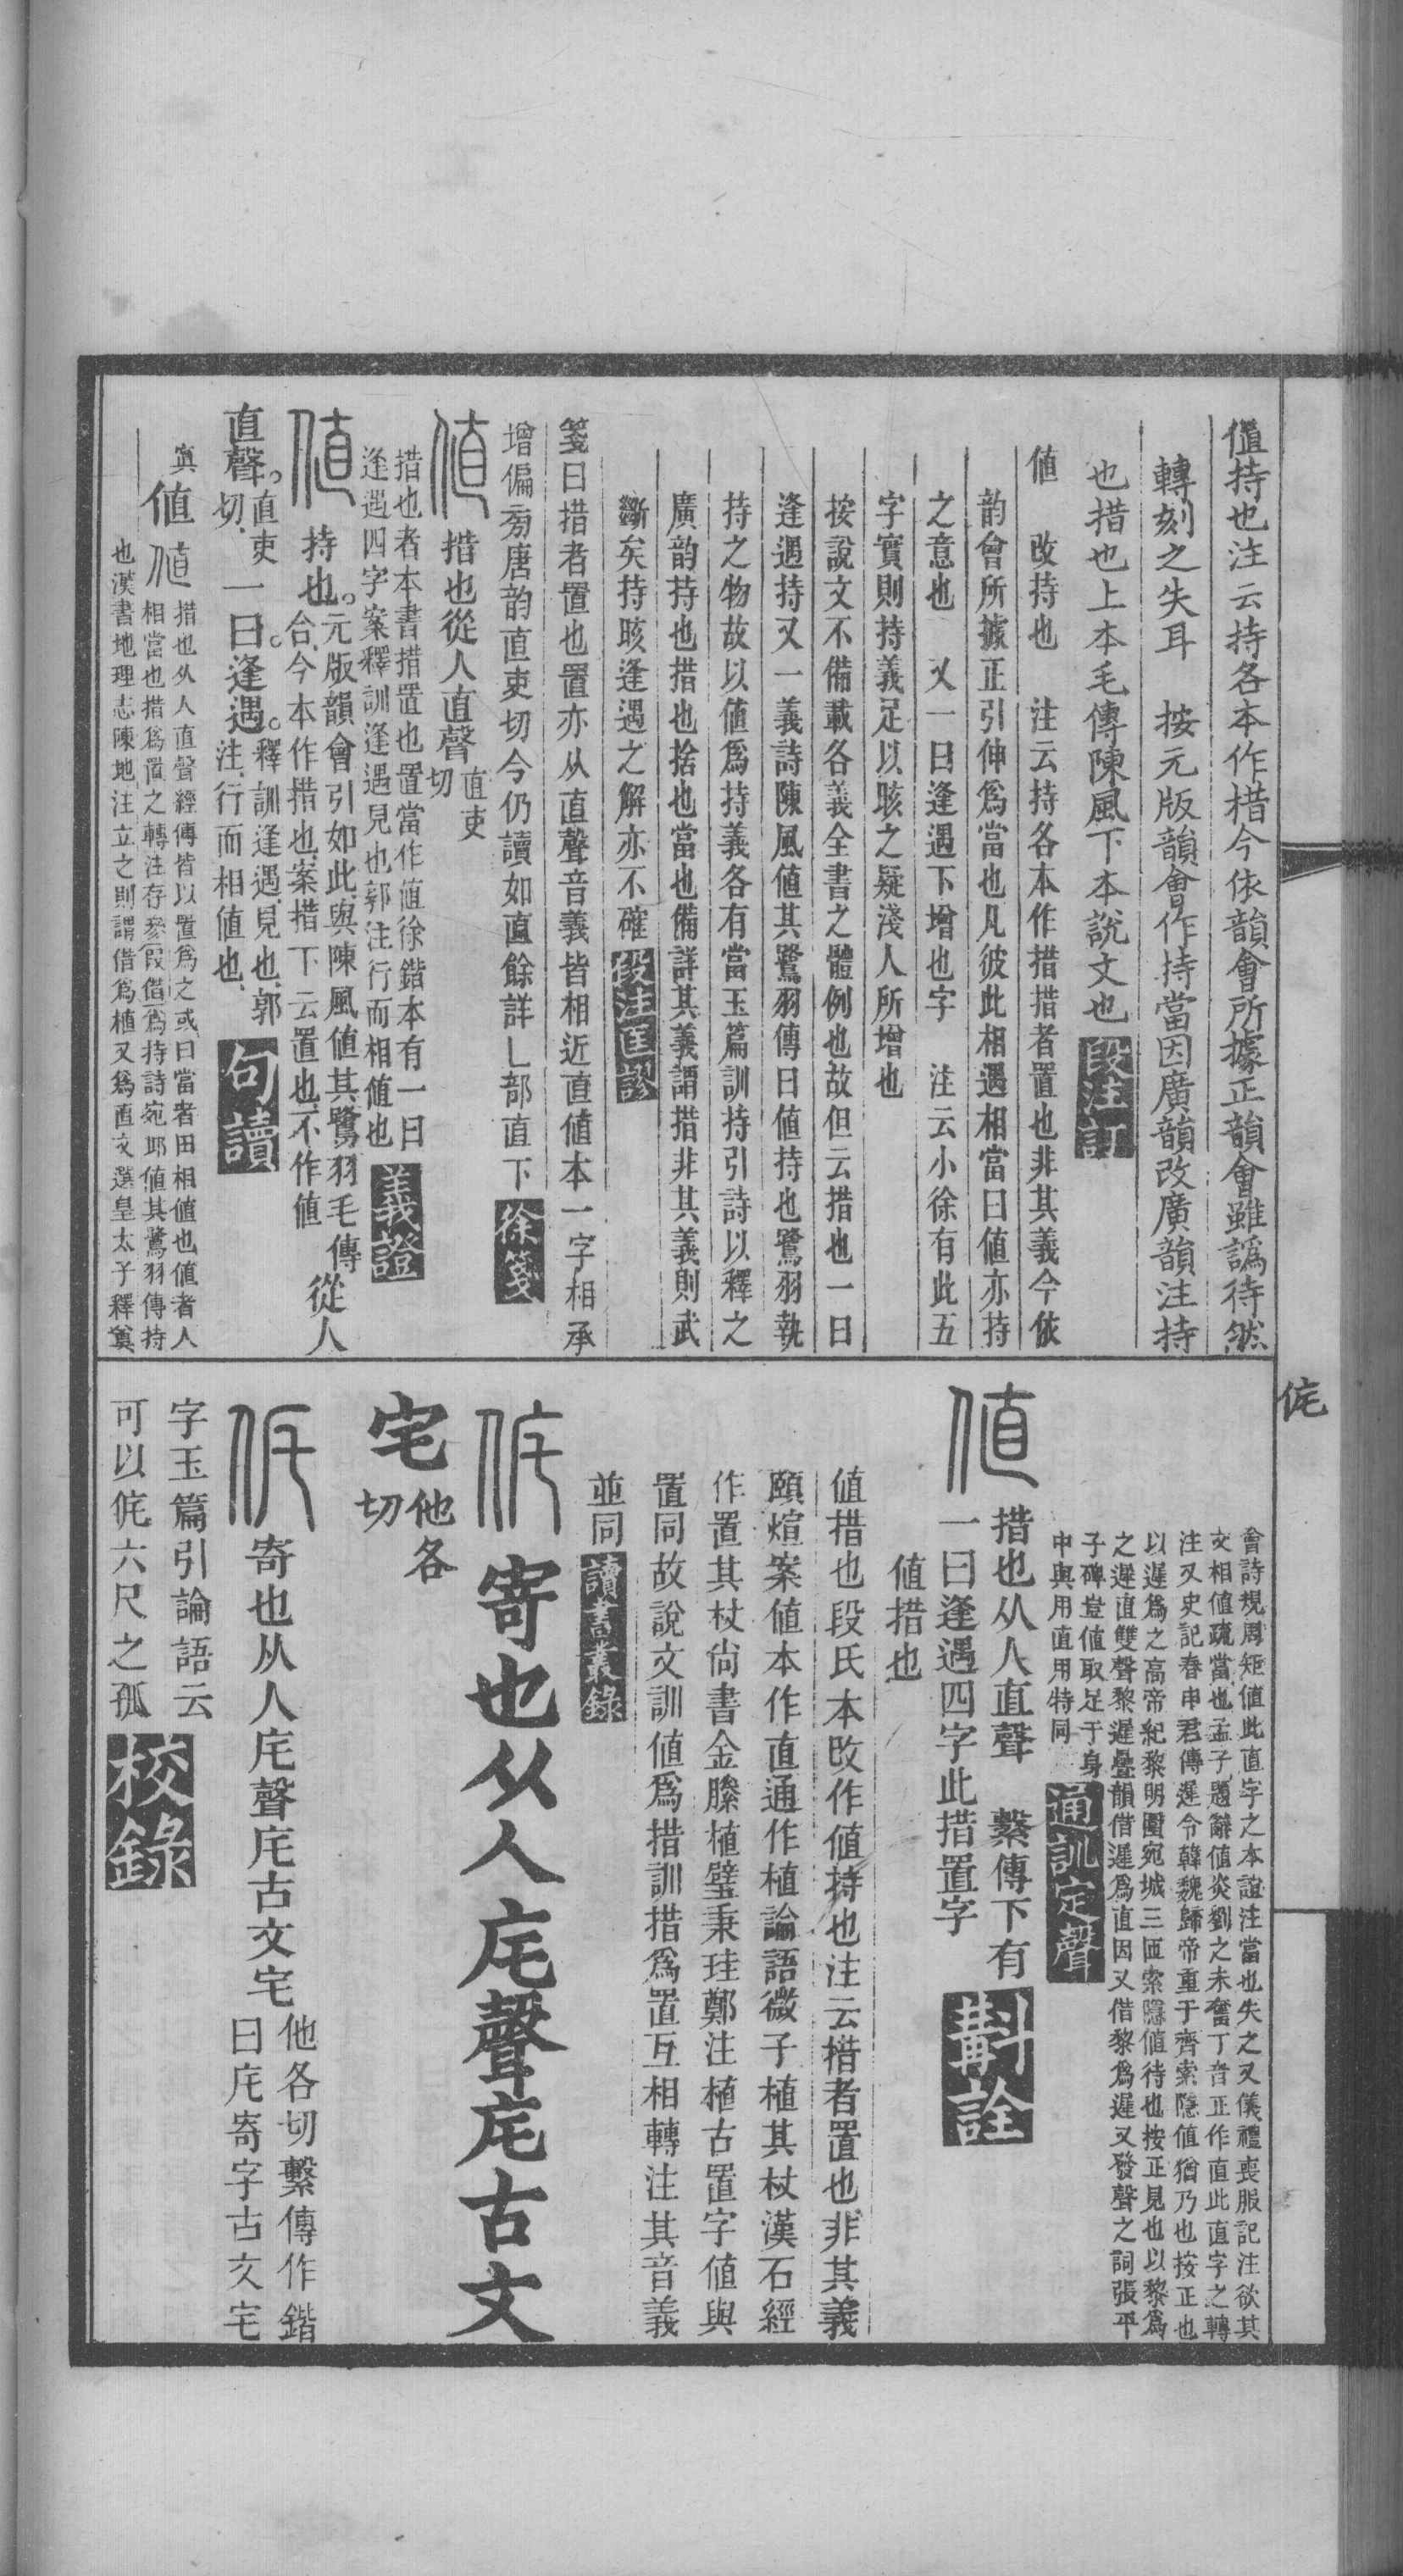 值持也注云持各本作措今依韻會所據正韻會雖譌待然
轉刻之失耳　按元版韻會作持當因廣韻改廣韻注持
也措也上本毛傳陳風下本說文也
段注訂
值　改持也　注云持各本作措措者置也非其義今依
韵會所據正引伸爲當也凡彼此相遇相當曰值亦持
之意也　又一曰逢遇下增也字　注云小徐有此五
字實則持義足以晐之疑淺人所增也
按說文不備載各義全書之體例也故但云措也一曰
逢遇持又一義詩陳風值其鷺羽傳曰值持也鷺羽執
持之物故以值爲持義各有當玉篇訓持引詩以釋之
廣韵持也措也捨也當也備詳其義謂措非其義則武
斷矣持晐逢遇之解亦不確
段注匡謬
箋曰措者置也置亦从直聲音義皆相近直值本一字相承
增偏旁唐韵直吏切今仍讀如直餘詳乚部直下
徐箋
值
措也從人直聲
直吏
切
措也者本書措置也置當作值徐鍇本有一曰
逢遇四字案釋訓逢遇見也郭注行而相值也
義證
值
持也。
元版韻會引如此與陳風值其鷺羽毛傳
合今本作措也案措下云置也不作值
從人
直聲。
直吏
切
一曰逢遇。
釋訓逢遇見也郭
注行而相值也
句讀
寘
值
值
措也从人直聲經傳皆以置爲之或曰當者田相值也值者人
相當也措爲置之轉注存參假借爲持詩宛邱值其鷺羽傳持
也漢書地理志陳地注立之則謂借爲植又爲直文選皇太子釋奠
會詩規周矩值此直字之本誼注當也失之又儀禮喪服記注欲其
文相值疏當也孟子題辭值炎劉之未奮丁音正作直此直字之轉
注又史記春申君傳遲令韓魏歸帝重于齊索隱值猶乃也按正也
以遲爲之高帝紀黎明圍宛城三匝索隱值待也按正見也以黎爲
之遲直雙聲黎遲疊韻借遲爲直因又借黎爲遲又發聲之詞張平
子碑豈值取足于身
中與用直用特同
通訓定聲
值
措也从人直聲　繫傳下有
一曰逢遇四字此措置字
斠詮
值措也
值措也段氏本改作值持也注云措者置也非其義
頤煊案值本作直通作植論語微子植其杖漢石經
作置其杖尚書金縢植璧秉珪鄭注植古置字值與
置同故說文訓值爲措訓措爲置互相轉注其音義
並同
讀書叢錄
侂
寄也从人庑聲庑古文
宅
他各
切
侂
寄也从人庑聲庑古文宅
他各切繫傳作鍇
曰庑寄字古文宅
字玉篇引論語云
可以侂六尺之孤
校錄
侂